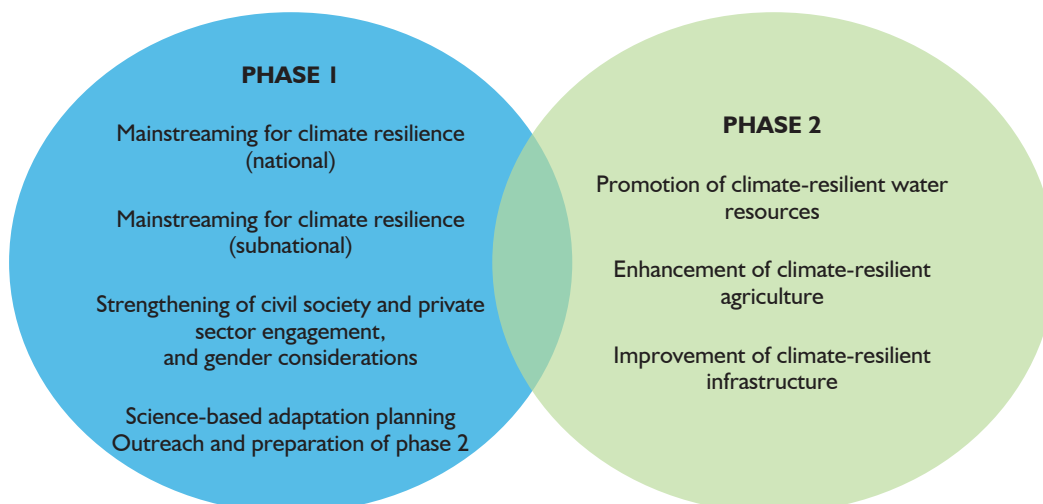 PHASE 1
Mainstreaming for climate resilience
(national)
Mainstreaming for climate resilience
(subnational)
Strengthening of civil society and private
sector engagement,
and gender considerations
Science-based adaptation planning
Outreach and preparation of phase 2
PHASE 2
Promotion of climate-resilient water
resources
Enhancement of climate-resilient
agriculture
Improvement of climate-resilient
infrastructure